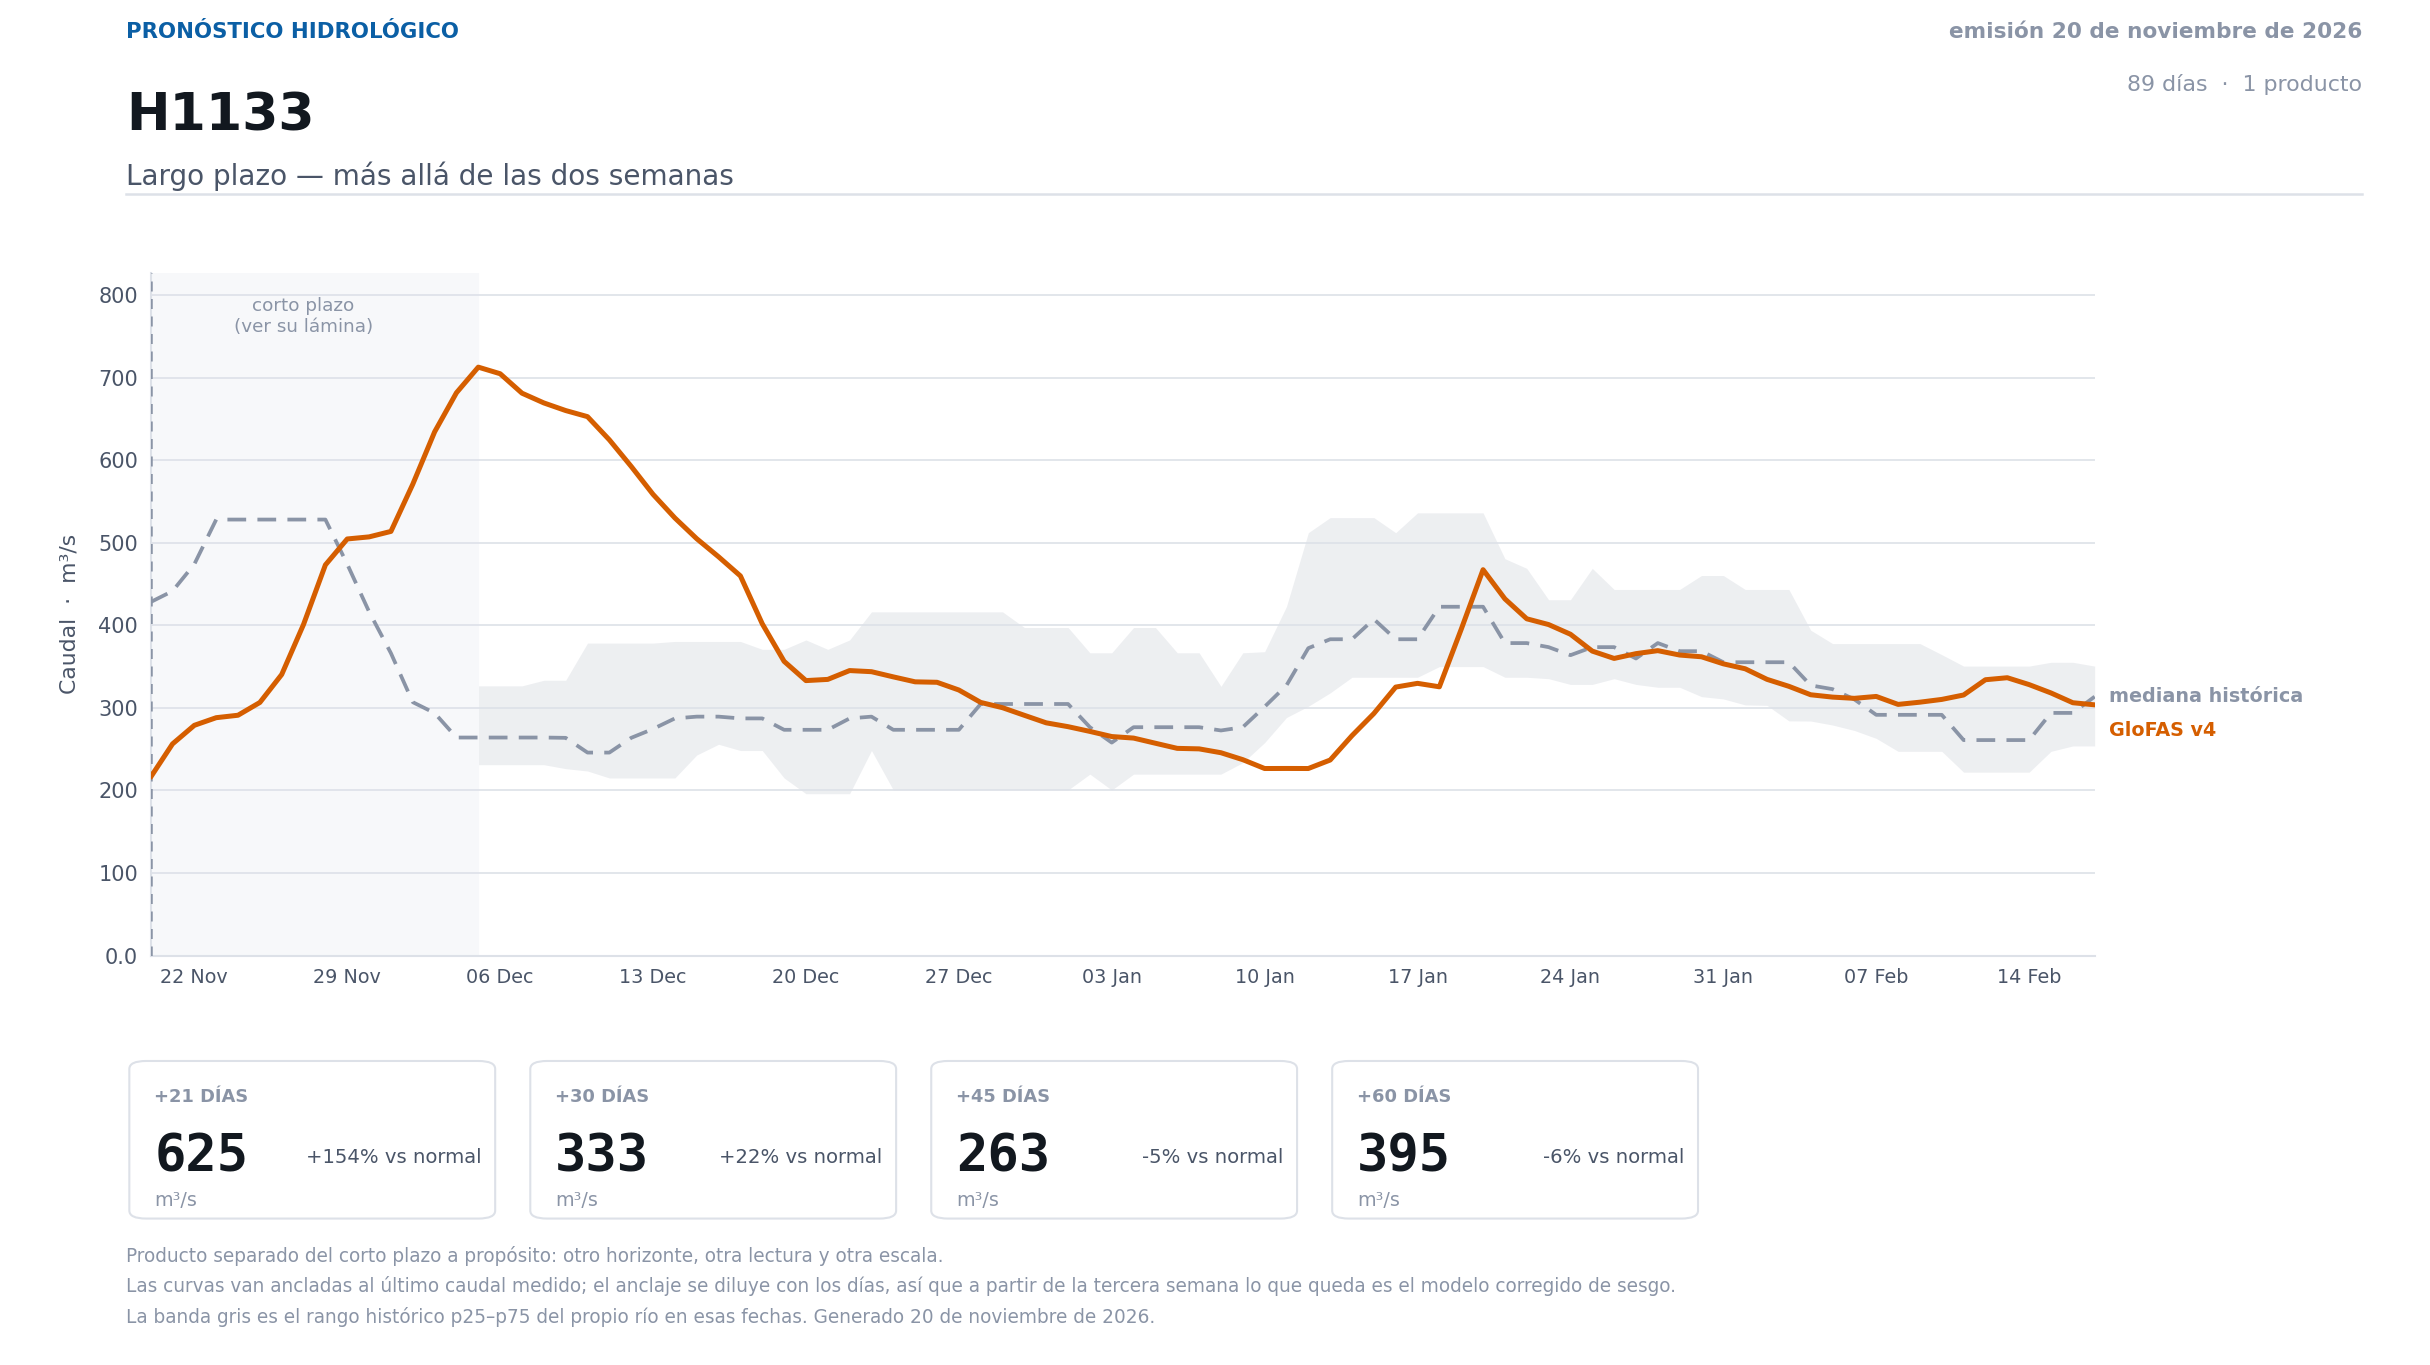 PRONÓSTICO HIDROLÓGICO
emisión 20 de noviembre de 2026
89 días · 1 producto
H1133
Largo plazo — más allá de las dos semanas
corto plazo
(ver su lámina)
Caudal · m³/s
800
700
600
500
400
300
200
100
0.0
22 Nov
29 Nov
06 Dec
13 Dec
20 Dec
27 Dec
03 Jan
10 Jan
17 Jan
24 Jan
31 Jan
07 Feb
14 Feb
mediana histórica
GloFAS v4
+21 DÍAS
625
+154% vs normal
m³/s
+30 DÍAS
333
+22% vs normal
m³/s
+45 DÍAS
263
-5% vs normal
m³/s
+60 DÍAS
395
-6% vs normal
m³/s
Producto separado del corto plazo a propósito: otro horizonte, otra lectura y otra escala.
Las curvas van ancladas al último caudal medido; el anclaje se diluye con los días, así que a partir de la tercera semana lo que queda es el modelo corregido de sesgo.
La banda gris es el rango histórico p25–p75 del propio río en esas fechas. Generado 20 de noviembre de 2026.